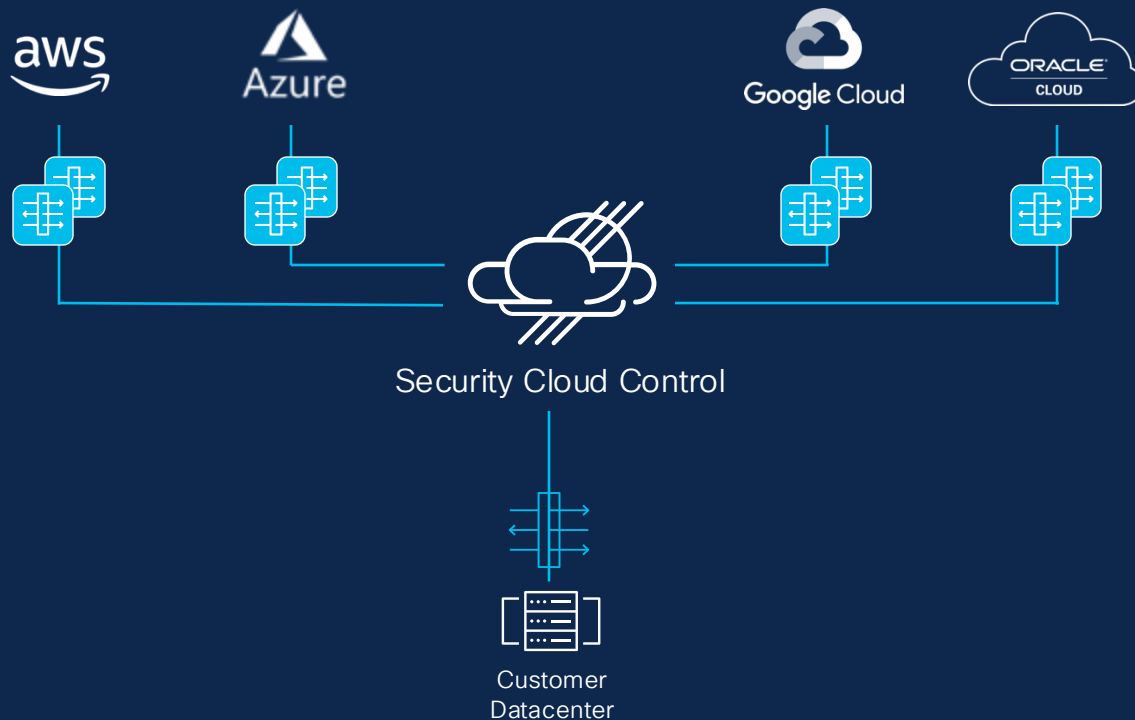 aws
Azure
Google Cloud
ORACLE
CLOUD
Security Cloud Control
Customer
Datacenter